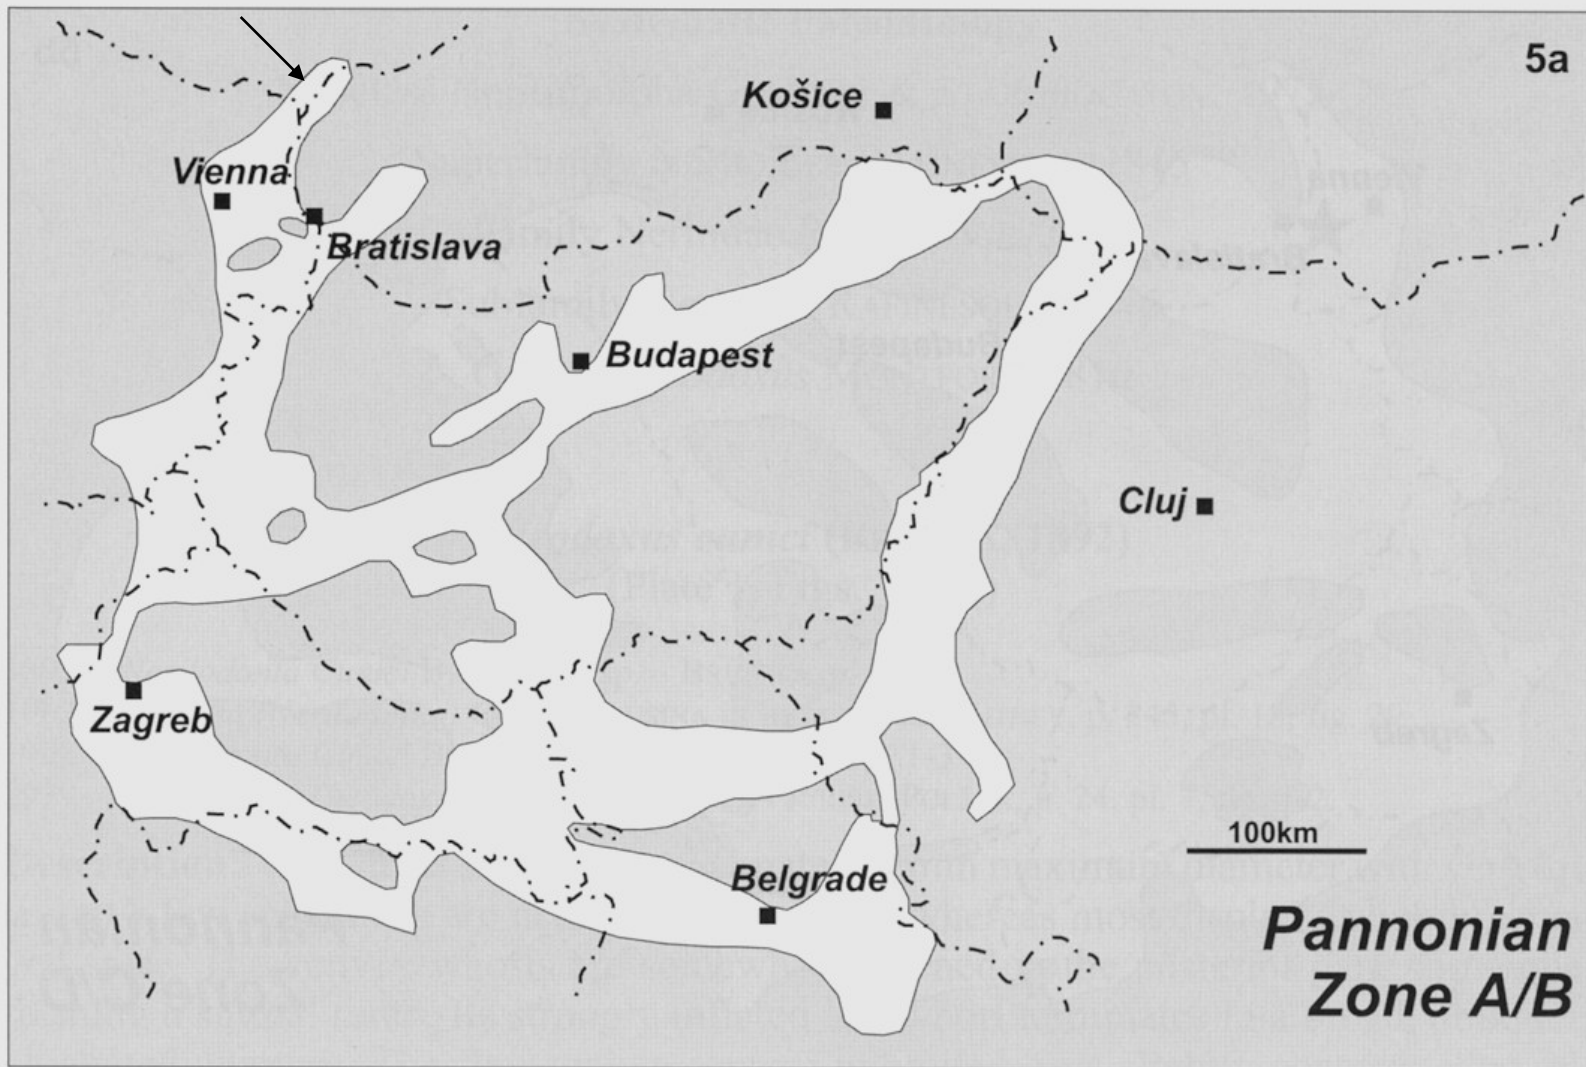 5a
Košice
Vienna
Bratislava
Budapest
Cluj
Zagreb
100km
Belgrade
Pannonian
Zone A/B